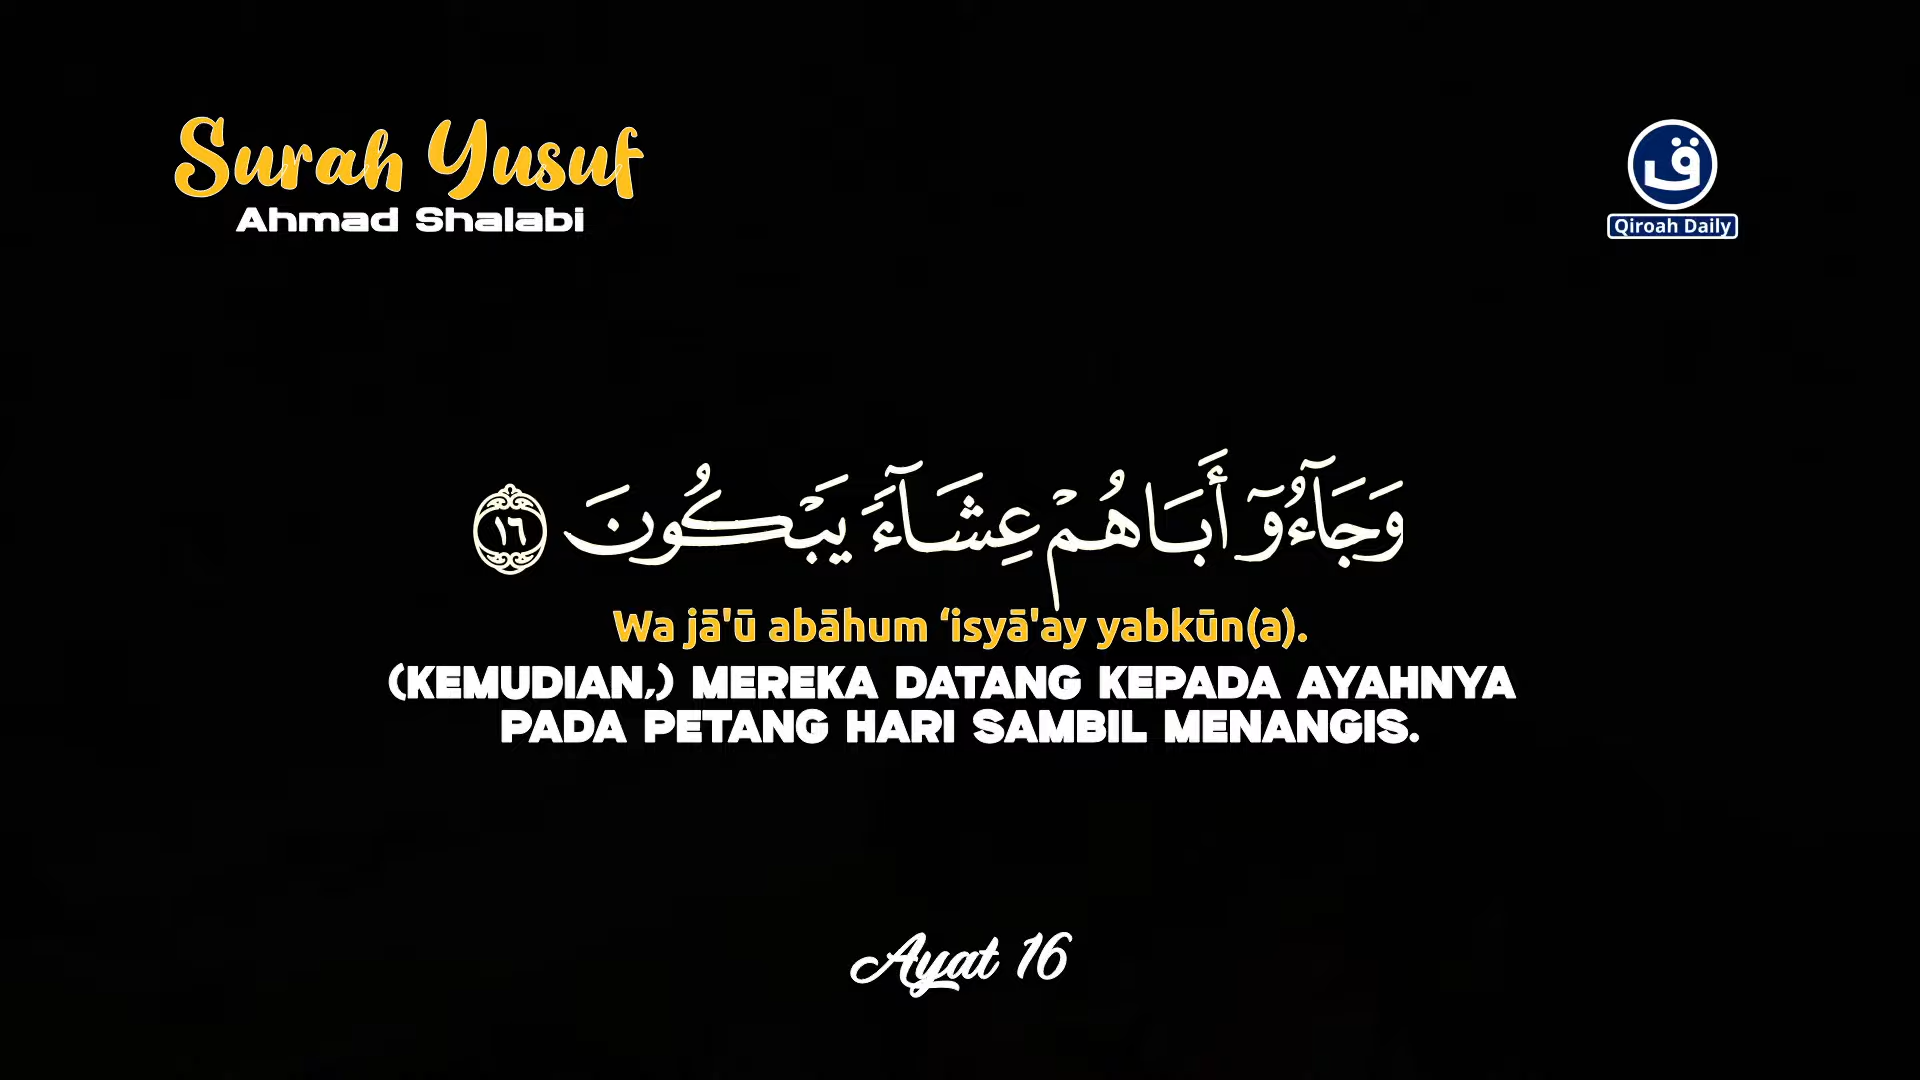 Surah Yusuf
Ahmad Shalabi
ق
Qiroah Daily
وَجَآءُوٓ أَبَاهُمْ عِشَآءً يَبْكُونَ ١٦
Wa jā'ū abāhum ‘isyā'ay yabkūn(a).
(KEMUDIAN,) MEREKA DATANG KEPADA AYAHNYA
PADA PETANG HARI SAMBIL MENANGIS.
Ayat 16